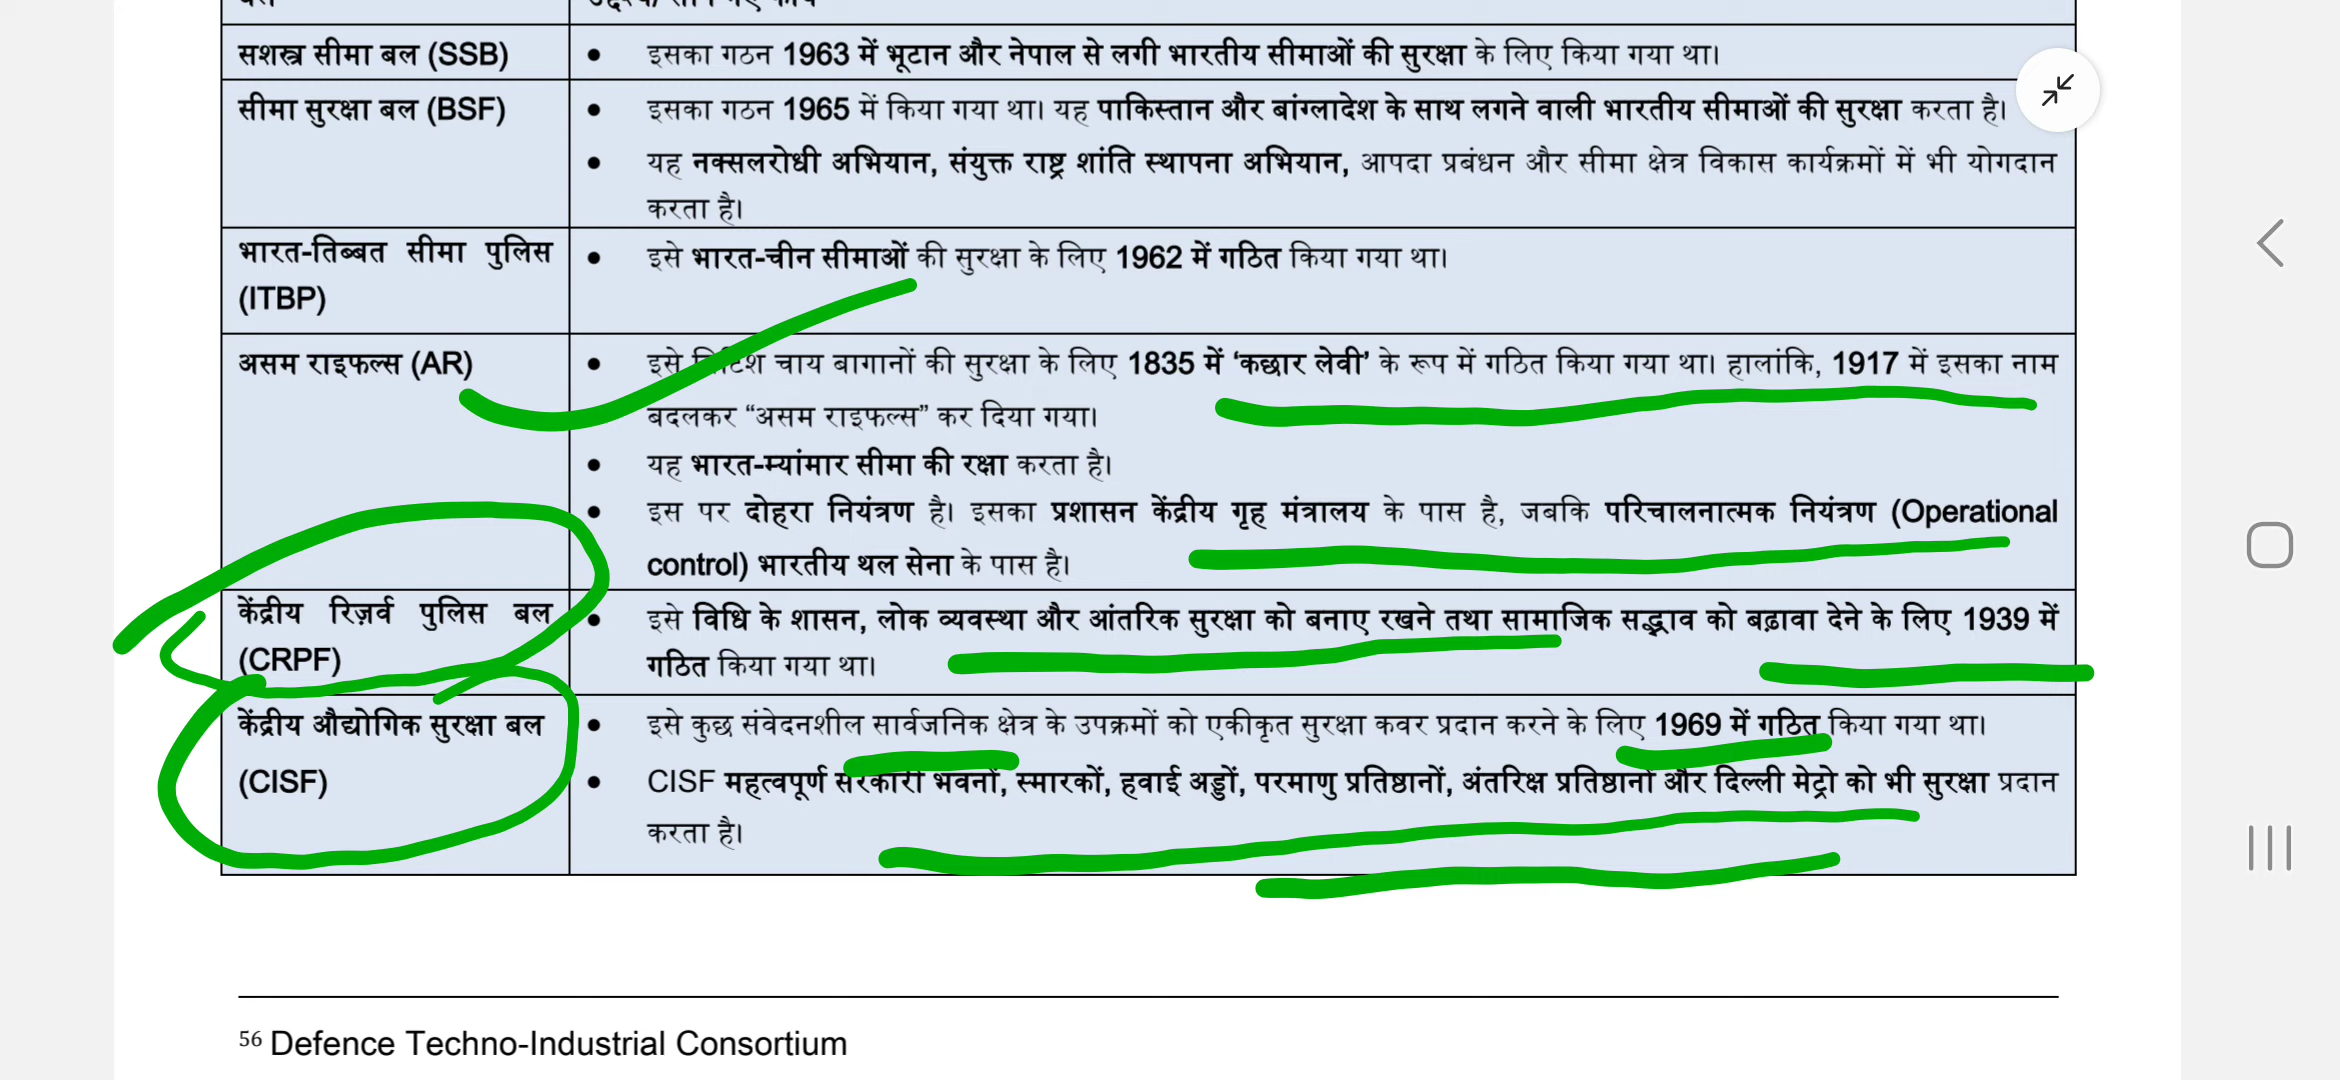 सशस्त्र सीमा बल (SSB)
• इसका गठन 1963 में भूटान और नेपाल से लगी भारतीय सीमाओं की सुरक्षा के लिए किया गया था।
सीमा सुरक्षा बल (BSF)
• इसका गठन 1965 में किया गया था। यह पाकिस्तान और बांग्लादेश के साथ लगने वाली भारतीय सीमाओं की सुरक्षा करता है।
• यह नक्सलरोधी अभियान, संयुक्त राष्ट्र शांति स्थापना अभियान, आपदा प्रबंधन और सीमा क्षेत्र विकास कार्यक्रमों में भी योगदान
करता है।
भारत-तिब्बत सीमा पुलिस
(ITBP)
• इसे भारत-चीन सीमाओं की सुरक्षा के लिए 1962 में गठित किया गया था।
असम राइफल्स (AR)
• इसे ब्रिटिश चाय बागानों की सुरक्षा के लिए 1835 में ‘कछार लेवी’ के रूप में गठित किया गया था। हालांकि, 1917 में इसका नाम
बदलकर “असम राइफल्स” कर दिया गया।
• यह भारत-म्यांमार सीमा की रक्षा करता है।
• इस पर दोहरा नियंत्रण है। इसका प्रशासन केंद्रीय गृह मंत्रालय के पास है, जबकि परिचालनात्मक नियंत्रण (Operational
control) भारतीय थल सेना के पास है।
केंद्रीय रिज़र्व पुलिस बल
(CRPF)
• इसे विधि के शासन, लोक व्यवस्था और आंतरिक सुरक्षा को बनाए रखने तथा सामाजिक सद्भाव को बढ़ावा देने के लिए 1939 में
गठित किया गया था।
केंद्रीय औद्योगिक सुरक्षा बल
(CISF)
• इसे कुछ संवेदनशील सार्वजनिक क्षेत्र के उपक्रमों को एकीकृत सुरक्षा कवर प्रदान करने के लिए 1969 में गठित किया गया था।
• CISF महत्वपूर्ण सरकारी भवनों, स्मारकों, हवाई अड्डों, परमाणु प्रतिष्ठानों, अंतरिक्ष प्रतिष्ठानों और दिल्ली मेट्रो को भी सुरक्षा प्रदान
करता है।
56 Defence Techno-Industrial Consortium